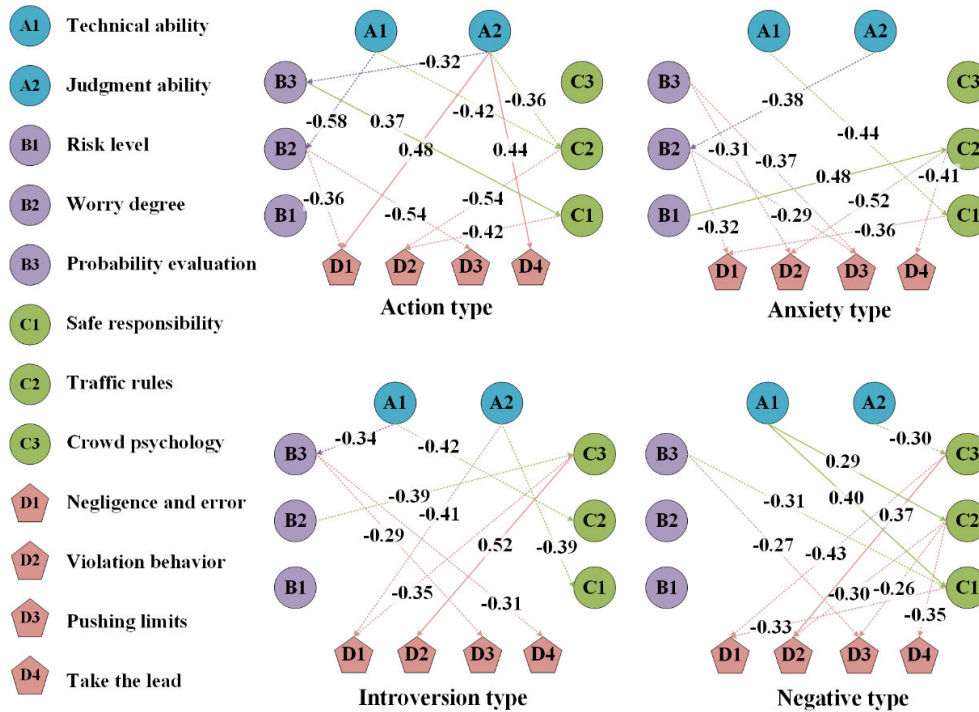 A1 Technical ability
A2 Judgment ability
B1 Risk level
B2 Worry degree
B3 Probability evaluation
C1 Safe responsibility
C2 Traffic rules
C3 Crowd psychology
D1 Negligence and error
D2 Violation behavior
D3 Pushing limits
D4 Take the lead
A1 A2
B3 -0.32 C3
-0.58 0.37 -0.42 -0.36
B2 0.48 0.44 C2
-0.36 -0.54 -0.54
B1 -0.42 C1
D1 D2 D3 D4
Action type
A1 A2
B3 -0.38 C3
B2 -0.31 -0.37 -0.44 C2
0.48 -0.41
B1 -0.32 -0.29 -0.52 -0.36 C1
D1 D2 D3 D4
Anxiety type
A1 A2
-0.34 -0.42
B3 C3
B2 -0.39 -0.41 C2
-0.29 0.52 -0.39
B1 -0.35 -0.31 C1
D1 D2 D3 D4
Introversion type
A1 A2
-0.30
B3 0.29 C3
-0.31 0.40 0.37
B2 -0.27 -0.43 C2
B1 -0.33 -0.30 -0.26 -0.35 C1
D1 D2 D3 D4
Negative type